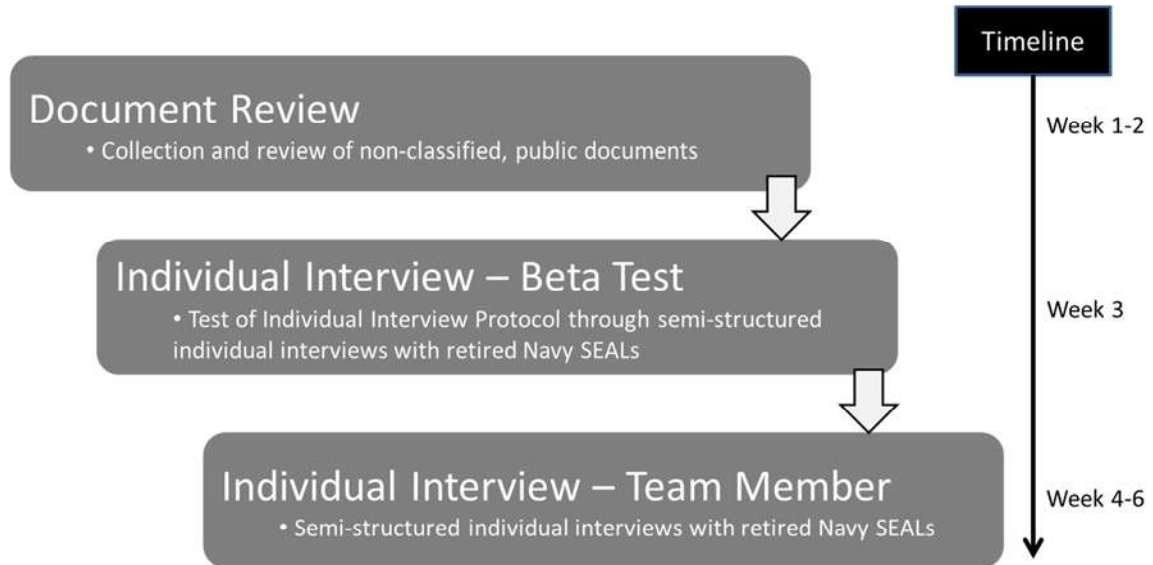 Timeline
Document Review
• Collection and review of non-classified, public documents
Week 1-2
Individual Interview – Beta Test
• Test of Individual Interview Protocol through semi-structured
individual interviews with retired Navy SEALs
Week 3
Individual Interview – Team Member
• Semi-structured individual interviews with retired Navy SEALs
Week 4-6